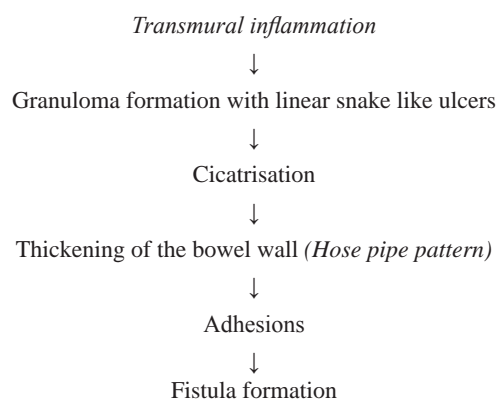 Transmural inflammation
↓
Granuloma formation with linear snake like ulcers
↓
Cicatrisation
↓
Thickening of the bowel wall (Hose pipe pattern)
↓
Adhesions
↓
Fistula formation